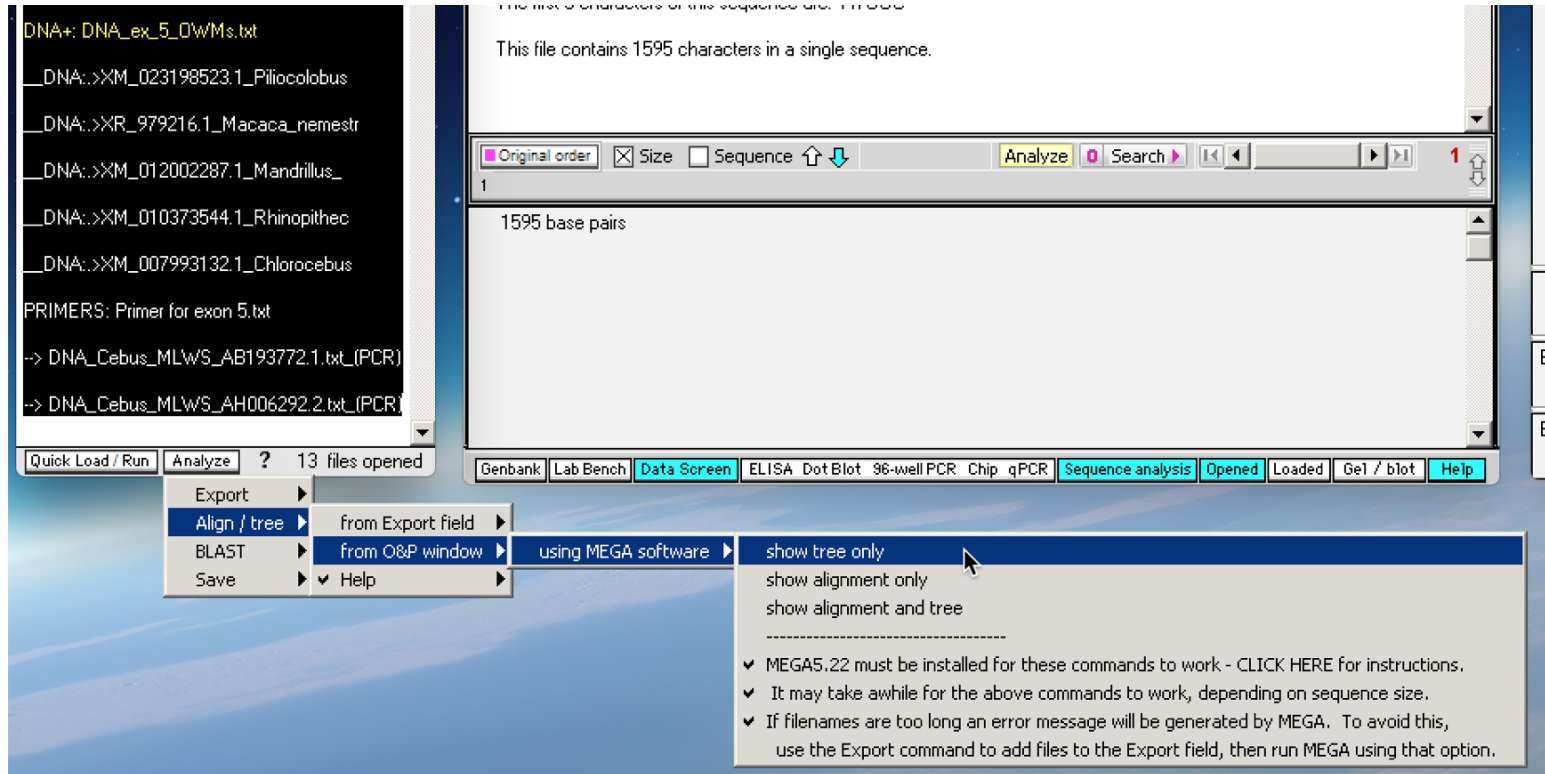 DNA+: DNA_ex_5_OWMs.txt
__DNA:.>XM_023198523.1_Piliocolobus
__DNA:.>XR_979216.1_Macaca_nemestr
__DNA:.>XM_012002287.1_Mandrillus_
__DNA:.>XM_010373544.1_Rhinopithec
__DNA:.>XM_007993132.1_Chlorocebus
PRIMERS: Primer for exon 5.txt
--> DNA_Cebus_MLWS_AB193772.1.txt_(PCR)
--> DNA_Cebus_MLWS_AH006292.2.txt_(PCR)
Quick Load / Run Analyze ? 13 files opened
This file contains 1595 characters in a single sequence.
Original order Size Sequence Analyze 0 Search 1
1
1595 base pairs
Genbank Lab Bench Data Screen ELISA Dot Blot 96-well PCR Chip qPCR Sequence analysis Opened Loaded Gel / blot Help
Export
Align / tree
BLAST
Save
from Export field
from O&P window
✔ Help
using MEGA software
show tree only
show alignment only
show alignment and tree
------------------------------------
✔ MEGA5.22 must be installed for these commands to work - CLICK HERE for instructions.
✔ It may take awhile for the above commands to work, depending on sequence size.
✔ If filenames are too long an error message will be generated by MEGA. To avoid this,
use the Export command to add files to the Export field, then run MEGA using that option.